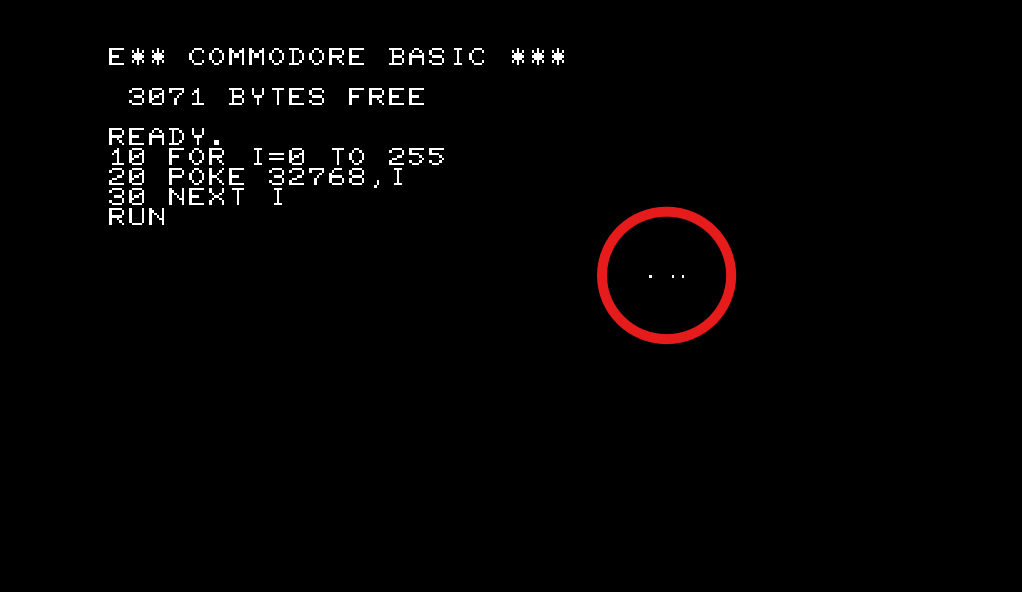 E** COMMODORE BASIC ***
3071 BYTES FREE
READY.
10 FOR I=0 TO 255
20 POKE 32768,I
30 NEXT I
RUN